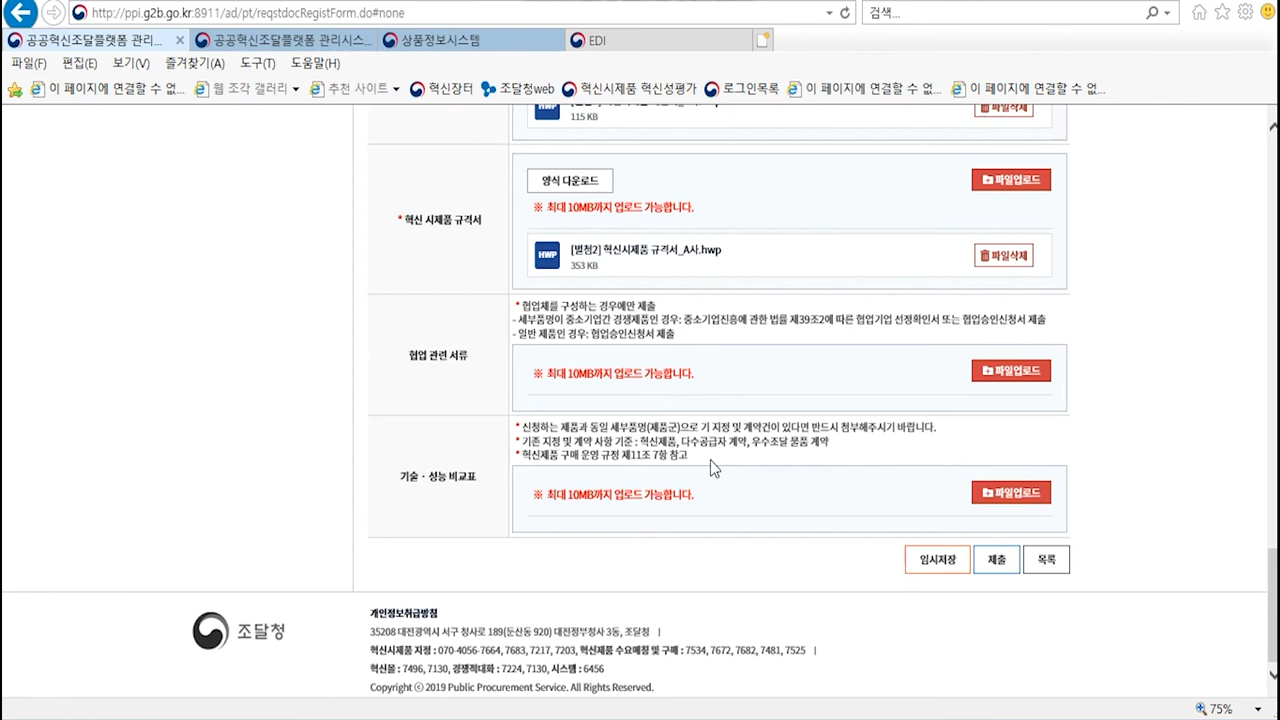 http://ppi.g2b.go.kr:8911/ad/pt/reqstdocRegistForm.do#none
검색...
공공혁신조달플랫폼 관리...
공공혁신조달플랫폼 관리시스...
상품정보시스템
EDI
파일(F) 편집(E) 보기(V) 즐겨찾기(A) 도구(T) 도움말(H)
이 페이지에 연결할 수 없... 웹 조각 갤러리 추천 사이트 혁신장터 조달청web 혁신시제품 혁신성평가 로그인목록 이 페이지에 연결할 수 없... 이 페이지에 연결할 수 없...
HWP
115 KB
파일삭제
* 혁신 시제품 규격서
양식 다운로드
파일업로드
※ 최대 10MB까지 업로드 가능합니다.
HWP
[별첨2] 혁신시제품 규격서_A사.hwp
353 KB
파일삭제
협업 관련 서류
* 협업체를 구성하는 경우에만 제출
- 세부품명이 중소기업간 경쟁제품인 경우: 중소기업진흥에 관한 법률 제39조2에 따른 협업기업 선정확인서 또는 협업승인신청서 제출
- 일반 제품인 경우: 협업승인신청서 제출
※ 최대 10MB까지 업로드 가능합니다.
파일업로드
기술 · 성능 비교표
* 신청하는 제품과 동일 세부품명(제품군)으로 기 지정 및 계약건이 있다면 반드시 첨부해주시기 바랍니다.
* 기존 지정 및 계약 사항 기준 : 혁신제품, 다수공급자 계약, 우수조달 물품 계약
* 혁신제품 구매 운영 규정 제11조 7항 참고
※ 최대 10MB까지 업로드 가능합니다.
파일업로드
임시저장 제출 목록
조달청
개인정보취급방침
35208 대전광역시 서구 청사로 189(둔산동 920) 대전정부청사 3동, 조달청 |
혁신시제품 지정 : 070-4056-7664, 7683, 7217, 7203, 혁신제품 수요매칭 및 구매 : 7534, 7672, 7682, 7481, 7525 |
혁신몰 : 7496, 7130, 경쟁적대화 : 7224, 7130, 시스템 : 6456
Copyright ⓒ 2019 Public Procurement Service. All Rights Reserved.
75%